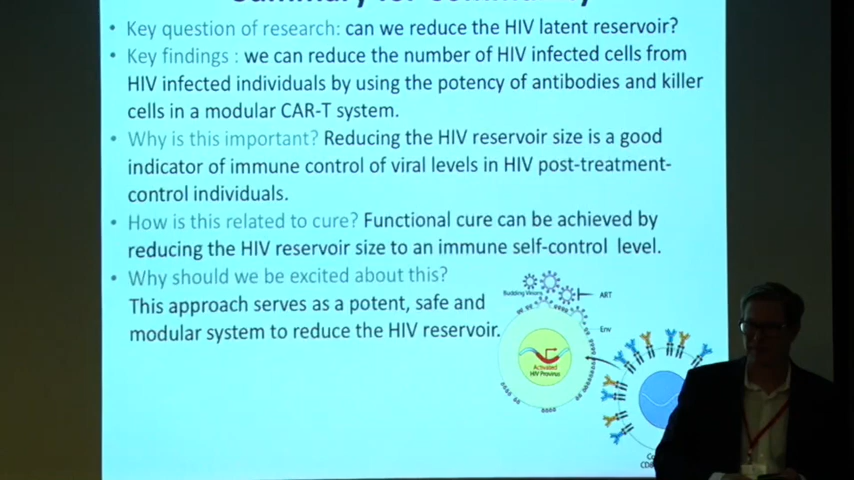 Summary for Community
• Key question of research: can we reduce the HIV latent reservoir?
• Key findings : we can reduce the number of HIV infected cells from
HIV infected individuals by using the potency of antibodies and killer
cells in a modular CAR-T system.
• Why is this important? Reducing the HIV reservoir size is a good
indicator of immune control of viral levels in HIV post-treatment-
control individuals.
• How is this related to cure? Functional cure can be achieved by
reducing the HIV reservoir size to an immune self-control level.
• Why should we be excited about this?
This approach serves as a potent, safe and
modular system to reduce the HIV reservoir.
Budding Virions
ART
Env
Activated
HIV Provirus